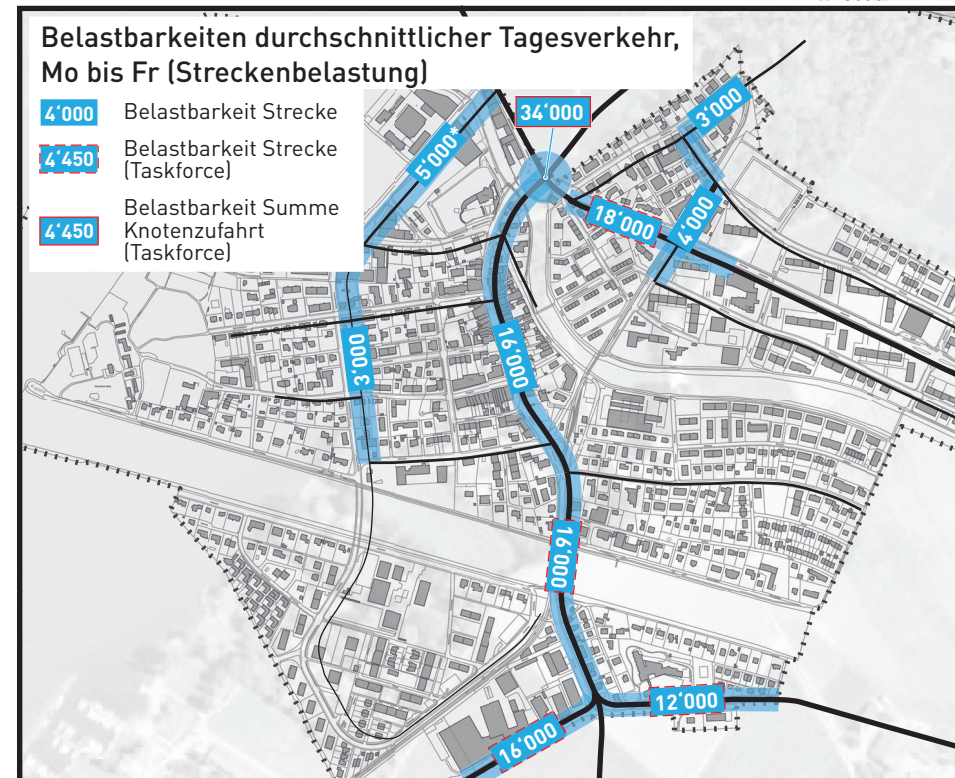 Belastbarkeiten durchschnittlicher Tagesverkehr,
Mo bis Fr (Streckenbelastung)
4‘000 Belastbarkeit Strecke
4‘450 Belastbarkeit Strecke
(Taskforce)
4‘450 Belastbarkeit Summe
Knotenzufahrt
(Taskforce)
34‘000
3‘000
5‘000*
18‘000
4‘000
3‘000
16‘000
16‘000
12‘000
16‘000